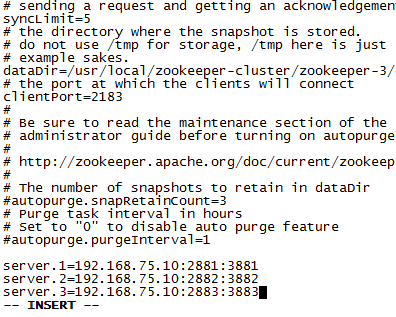 # sending a request and getting an acknowledgement
syncLimit=5
# the directory where the snapshot is stored.
# do not use /tmp for storage, /tmp here is just
# example sakes.
dataDir=/usr/local/zookeeper-cluster/zookeeper-3/
# the port at which the clients will connect
clientPort=2183
#
# Be sure to read the maintenance section of the
# administrator guide before turning on autopurge
#
# http://zookeeper.apache.org/doc/current/zookeep
#
# The number of snapshots to retain in dataDir
#autopurge.snapRetainCount=3
# Purge task interval in hours
# Set to "0" to disable auto purge feature
#autopurge.purgeInterval=1
server.1=192.168.75.10:2881:3881
server.2=192.168.75.10:2882:3882
server.3=192.168.75.10:2883:3883
-- INSERT --